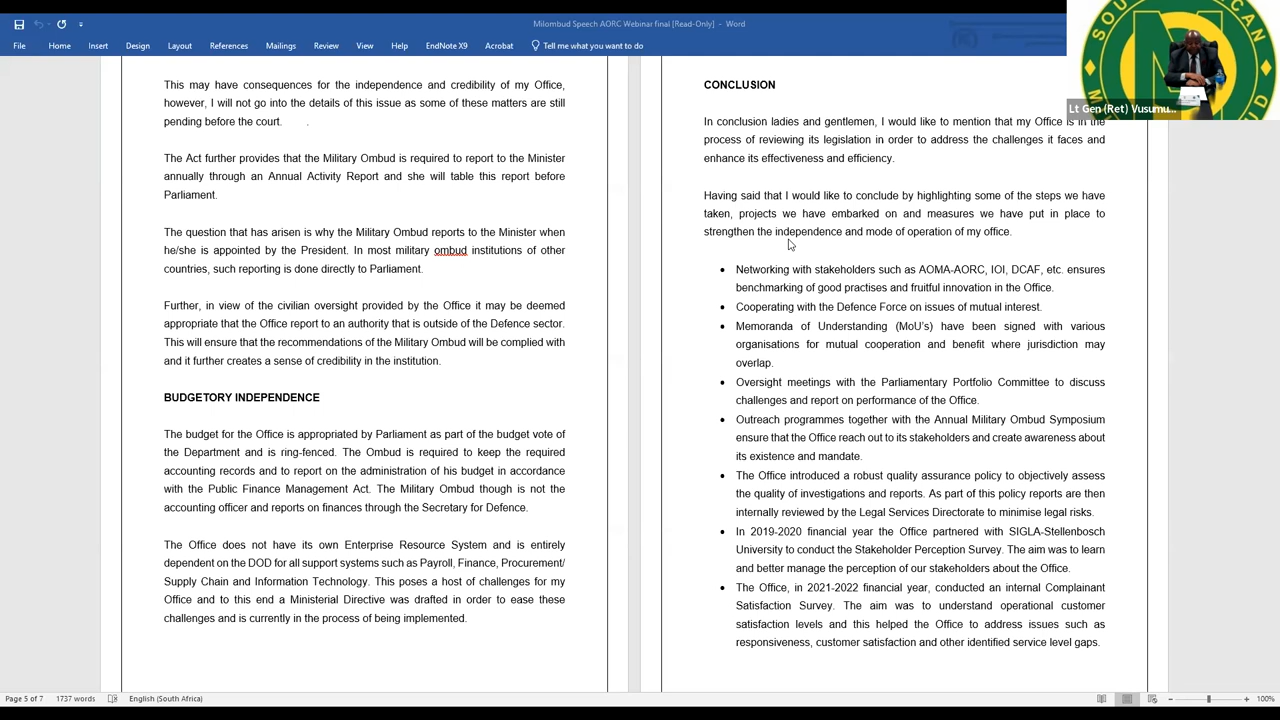 Milombud Speech AORC Webinar final [Read-Only] - Word
File Home Insert Design Layout References Mailings Review View Help EndNote X9 Acrobat Tell me what you want to do
This may have consequences for the independence and credibility of my Office,
however, I will not go into the details of this issue as some of these matters are still
pending before the court. .
The Act further provides that the Military Ombud is required to report to the Minister
annually through an Annual Activity Report and she will table this report before
Parliament.
The question that has arisen is why the Military Ombud reports to the Minister when
he/she is appointed by the President. In most military ombud institutions of other
countries, such reporting is done directly to Parliament.
Further, in view of the civilian oversight provided by the Office it may be deemed
appropriate that the Office report to an authority that is outside of the Defence sector.
This will ensure that the recommendations of the Military Ombud will be complied with
and it further creates a sense of credibility in the institution.
BUDGETORY INDEPENDENCE
The budget for the Office is appropriated by Parliament as part of the budget vote of
the Department and is ring-fenced. The Ombud is required to keep the required
accounting records and to report on the administration of his budget in accordance
with the Public Finance Management Act. The Military Ombud though is not the
accounting officer and reports on finances through the Secretary for Defence.
The Office does not have its own Enterprise Resource System and is entirely
dependent on the DOD for all support systems such as Payroll, Finance, Procurement/
Supply Chain and Information Technology. This poses a host of challenges for my
Office and to this end a Ministerial Directive was drafted in order to ease these
challenges and is currently in the process of being implemented.
CONCLUSION
In conclusion ladies and gentlemen, I would like to mention that my Office is in the
process of reviewing its legislation in order to address the challenges it faces and
enhance its effectiveness and efficiency.
Having said that I would like to conclude by highlighting some of the steps we have
taken, projects we have embarked on and measures we have put in place to
strengthen the independence and mode of operation of my office.
• Networking with stakeholders such as AOMA-AORC, IOI, DCAF, etc. ensures
benchmarking of good practises and fruitful innovation in the Office.
• Cooperating with the Defence Force on issues of mutual interest.
• Memoranda of Understanding (MoU's) have been signed with various
organisations for mutual cooperation and benefit where jurisdiction may
overlap.
• Oversight meetings with the Parliamentary Portfolio Committee to discuss
challenges and report on performance of the Office.
• Outreach programmes together with the Annual Military Ombud Symposium
ensure that the Office reach out to its stakeholders and create awareness about
its existence and mandate.
• The Office introduced a robust quality assurance policy to objectively assess
the quality of investigations and reports. As part of this policy reports are then
internally reviewed by the Legal Services Directorate to minimise legal risks.
• In 2019-2020 financial year the Office partnered with SIGLA-Stellenbosch
University to conduct the Stakeholder Perception Survey. The aim was to learn
and better manage the perception of our stakeholders about the Office.
• The Office, in 2021-2022 financial year, conducted an internal Complainant
Satisfaction Survey. The aim was to understand operational customer
satisfaction levels and this helped the Office to address issues such as
responsiveness, customer satisfaction and other identified service level gaps.
Lt Gen (Ret) Vusumu...
Page 5 of 7 1737 words English (South Africa) 100%